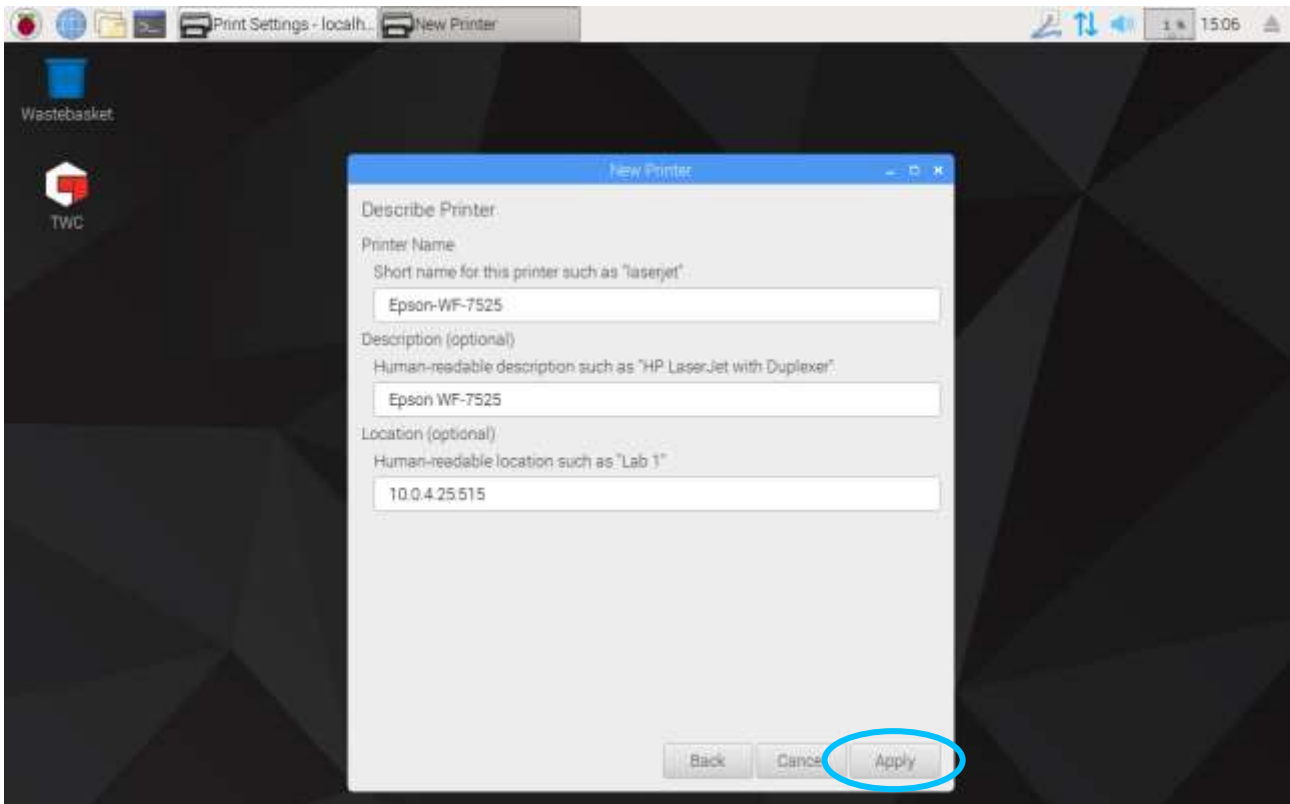 Print Settings - localh...
New Printer
1 %
15:06
Wastebasket
TWC
New Printer
Describe Printer
Printer Name
Short name for this printer such as "laserjet"
Epson-WF-7525
Description (optional)
Human-readable description such as "HP LaserJet with Duplexer"
Epson WF-7525
Location (optional)
Human-readable location such as "Lab 1"
10.0.4.25:515
Back
Cance
Apply